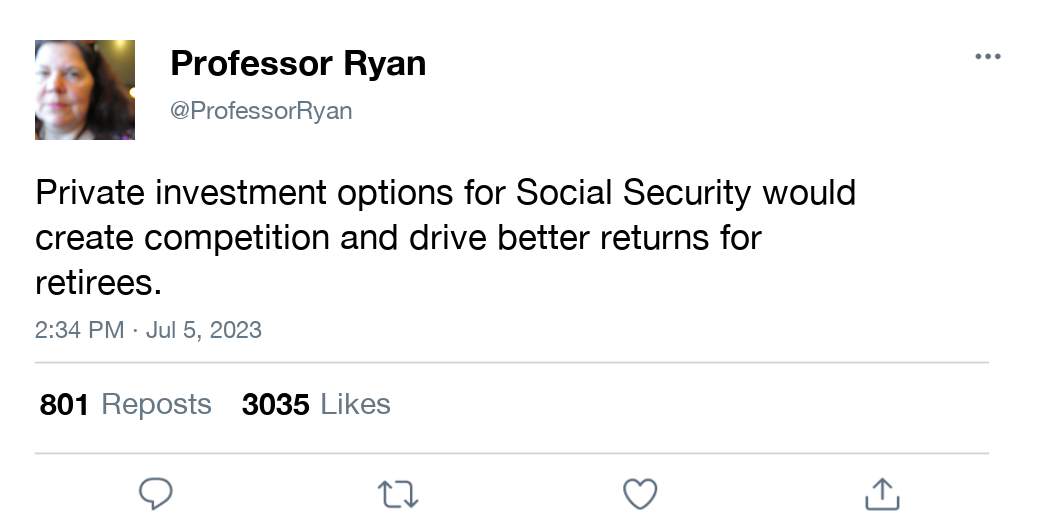 Professor Ryan
@ProfessorRyan
Private investment options for Social Security would
create competition and drive better returns for
retirees.
2:34 PM · Jul 5, 2023
801 Reposts 3035 Likes